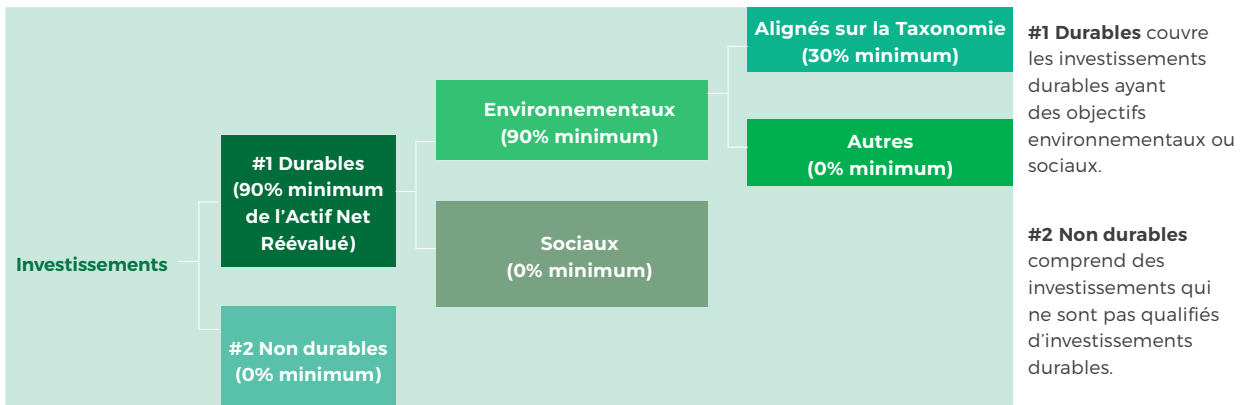 Investissements
#1 Durables
(90% minimum
de l'Actif Net
Réévalué)
#2 Non durables
(0% minimum)
Environnementaux
(90% minimum)
Sociaux
(0% minimum)
Alignés sur la Taxonomie
(30% minimum)
Autres
(0% minimum)
#1 Durables couvre
les investissements
durables ayant
des objectifs
environnementaux ou
sociaux.
#2 Non durables
comprend des
investissements qui
ne sont pas qualifiés
d'investissements
durables.